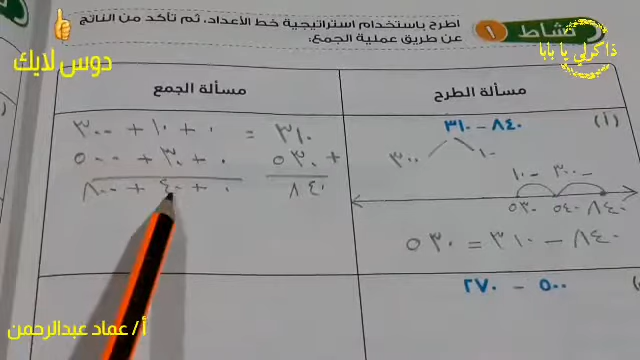 نشاط ١
اطرح باستخدام استراتيجية خط الأعداد، ثم تأكد من الناتج
عن طريق عملية الجمع:
ذاكرلي يا بابا
دوس لايك
مسألة الطرح
مسألة الجمع
(أ)
٨٤٠ - ٣١٠
٣٠٠ ١٠
-١٠ -٣٠٠
٥٣٠ ٥٤٠ ٨٤٠
٨٤٠ - ٣١٠ = ٥٣٠
٣١٠ = ٠ + ١٠ + ٣٠٠
+ ٥٣٠ ٠ + ٣٠ + ٥٠٠
٨٤٠ ٠ + ٤٠ + ٨٠٠
٥٠٠ - ٢٧٠
أ/ عماد عبدالرحمن